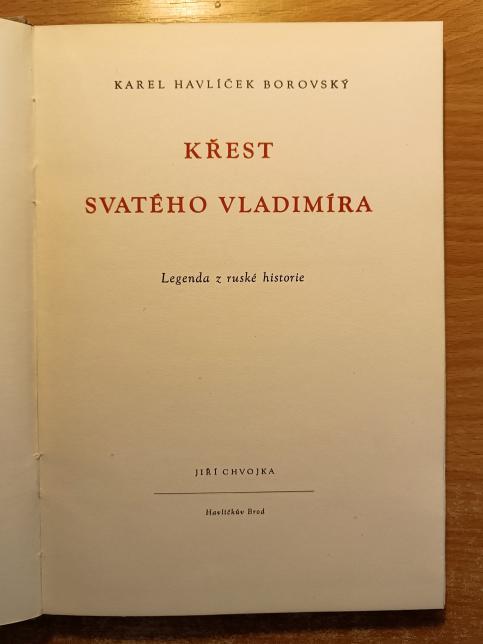 KAREL HAVLÍČEK BOROVSKÝ
KŘEST
SVATÉHO VLADIMÍRA
Legenda z ruské historie
JIŘÍ CHVOJKA
Havlíčkův Brod